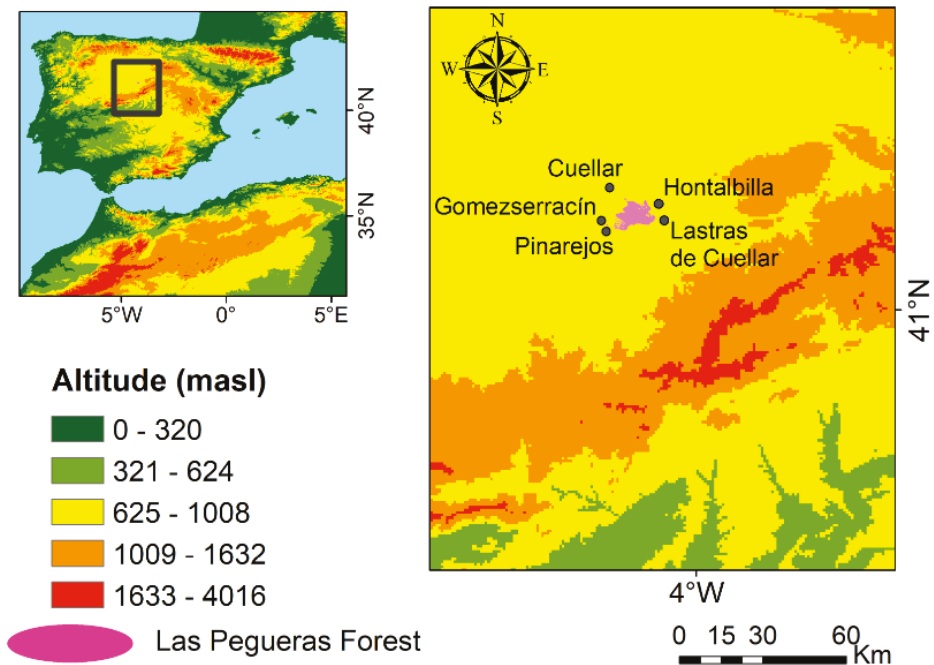 40°N
35°N
5°W
0°
5°E
Altitude (masl)
0 - 320
321 - 624
625 - 1008
1009 - 1632
1633 - 4016
Las Pegueras Forest
N
W
E
S
Cuellar
Hontalbilla
Gomezserracín
Pinarejos
Lastras
de Cuellar
41°N
4°W
0 15 30 60
Km